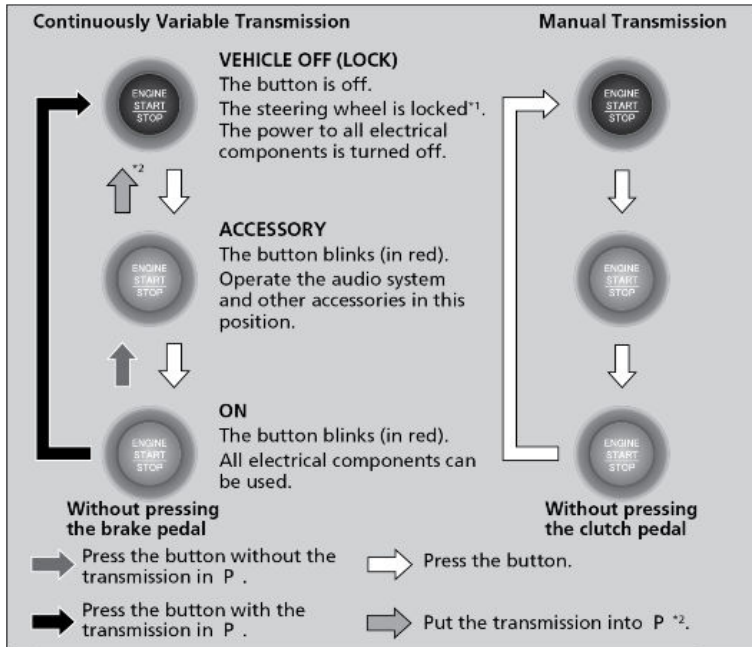 Continuously Variable Transmission
Manual Transmission
ENGINE
START
STOP
VEHICLE OFF (LOCK)
The button is off.
The steering wheel is locked*1.
The power to all electrical
components is turned off.
ENGINE
START
STOP
*2
ENGINE
START
STOP
ACCESSORY
The button blinks (in red).
Operate the audio system
and other accessories in this
position.
ENGINE
START
STOP
ENGINE
START
STOP
ON
The button blinks (in red).
All electrical components can
be used.
ENGINE
START
STOP
Without pressing
the brake pedal
Without pressing
the clutch pedal
Press the button without the
transmission in P .
Press the button.
Press the button with the
transmission in P .
Put the transmission into P *2.